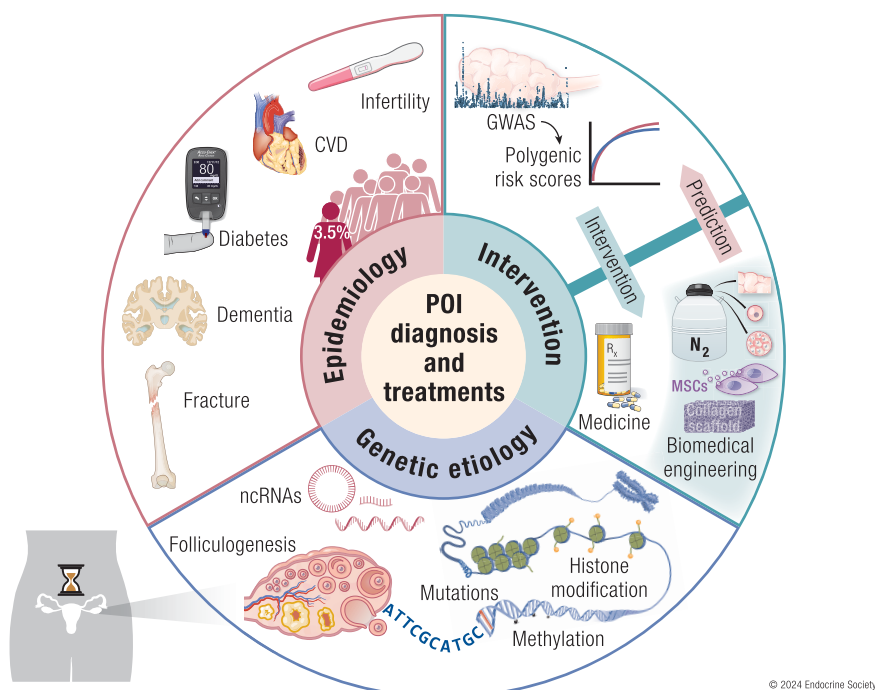 Infertility
CVD
80
Diabetes
3.5%
Dementia
Fracture
Epidemiology
GWAS
Polygenic
risk scores
Prediction
Intervention
Intervention
N2
Rx
MSCs
Collagen
scaffold
Medicine
Biomedical
engineering
POI
diagnosis
and
treatments
Genetic etiology
ncRNAs
Folliculogenesis
Mutations
Histone
modification
ATTCGCATGC
Methylation
© 2024 Endocrine Society